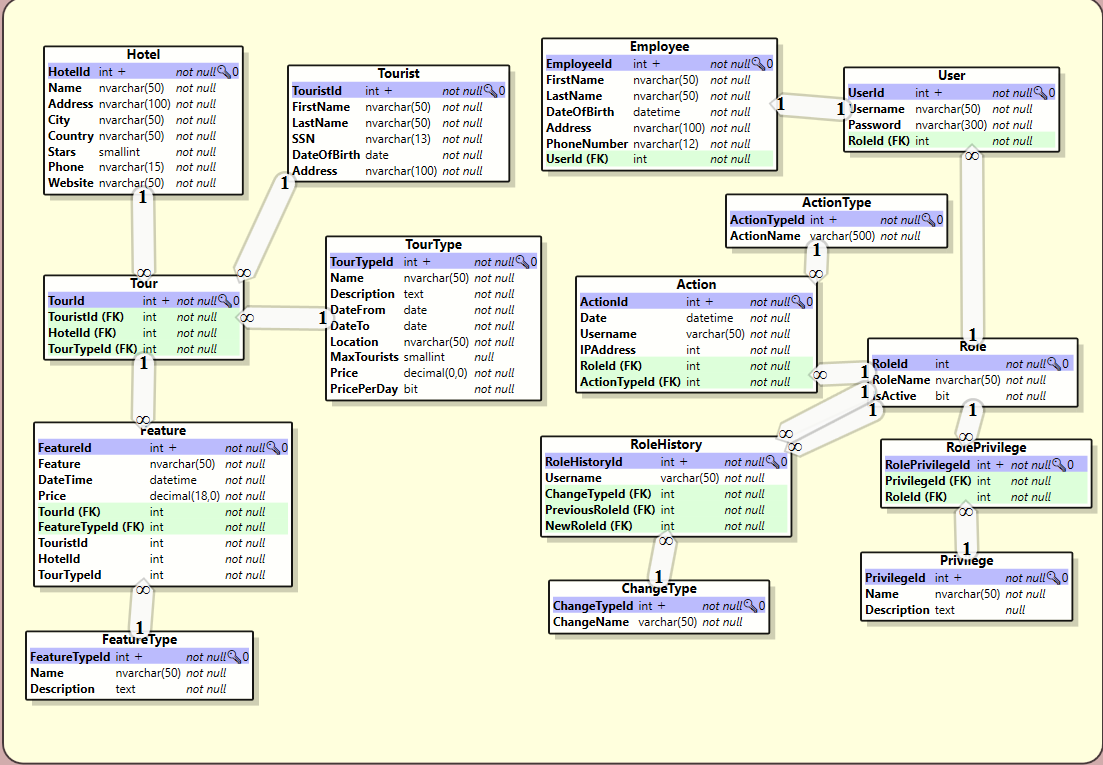 Hotel
HotelId int + not null 0
Name nvarchar(50) not null
Address nvarchar(100) not null
City nvarchar(50) not null
Country nvarchar(50) not null
Stars smallint not null
Phone nvarchar(15) not null
Website nvarchar(50) not null
1
∞
Tourist
TouristId int + not null 0
FirstName nvarchar(50) not null
LastName nvarchar(50) not null
SSN nvarchar(13) not null
DateOfBirth date not null
Address nvarchar(100) not null
1
∞
Employee
EmployeeId int + not null 0
FirstName nvarchar(50) not null
LastName nvarchar(50) not null
DateOfBirth datetime not null
Address nvarchar(100) not null
PhoneNumber nvarchar(12) not null
UserId (FK) int not null
1
1
User
UserId int + not null 0
Username nvarchar(50) not null
Password nvarchar(300) not null
RoleId (FK) int not null
∞
1
ActionType
ActionTypeId int + not null 0
ActionName varchar(500) not null
1
∞
TourType
TourTypeId int + not null 0
Name nvarchar(50) not null
Description text not null
DateFrom date not null
DateTo date not null
Location nvarchar(50) not null
MaxTourists smallint null
Price decimal(0,0) not null
PricePerDay bit not null
∞
1
Tour
TourId int + not null 0
TouristId (FK) int not null
HotelId (FK) int not null
TourTypeId (FK) int not null
1
∞
Action
ActionId int + not null 0
Date datetime not null
Username varchar(50) not null
IPAddress int not null
RoleId (FK) int not null
ActionTypeId (FK) int not null
∞
1
Role
RoleId int not null 0
RoleName nvarchar(50) not null
IsActive bit not null
1
1
∞
∞
1
∞
Feature
FeatureId int + not null 0
Feature nvarchar(50) not null
DateTime datetime not null
Price decimal(18,0) not null
TourId (FK) int not null
FeatureTypeId (FK) int not null
TouristId int not null
HotelId int not null
TourTypeId int not null
∞
1
RoleHistory
RoleHistoryId int + not null 0
Username varchar(50) not null
ChangeTypeId (FK) int not null
PreviousRoleId (FK) int not null
NewRoleId (FK) int not null
∞
1
RolePrivilege
RolePrivilegeId int + not null 0
PrivilegeId (FK) int not null
RoleId (FK) int not null
∞
1
Privilege
PrivilegeId int + not null 0
Name nvarchar(50) not null
Description text null
ChangeType
ChangeTypeId int + not null 0
ChangeName varchar(50) not null
FeatureType
FeatureTypeId int + not null 0
Name nvarchar(50) not null
Description text not null